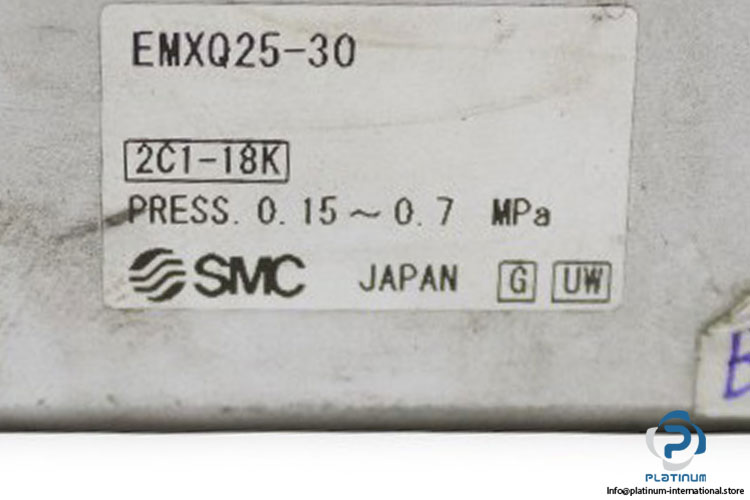 EMXQ25-30
2C1-18K
PRESS. 0.15～0.7 MPa
SMC JAPAN G UW
PLATINUM
Info@platinum-international.store